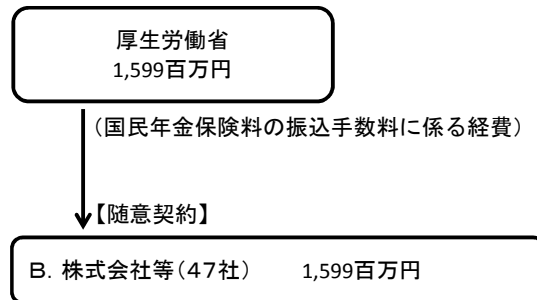 厚生労働省
1,599百万円
（国民年金保険料の振込手数料に係る経費）
【随意契約】
Ｂ．株式会社等（４７社）　1,599百万円